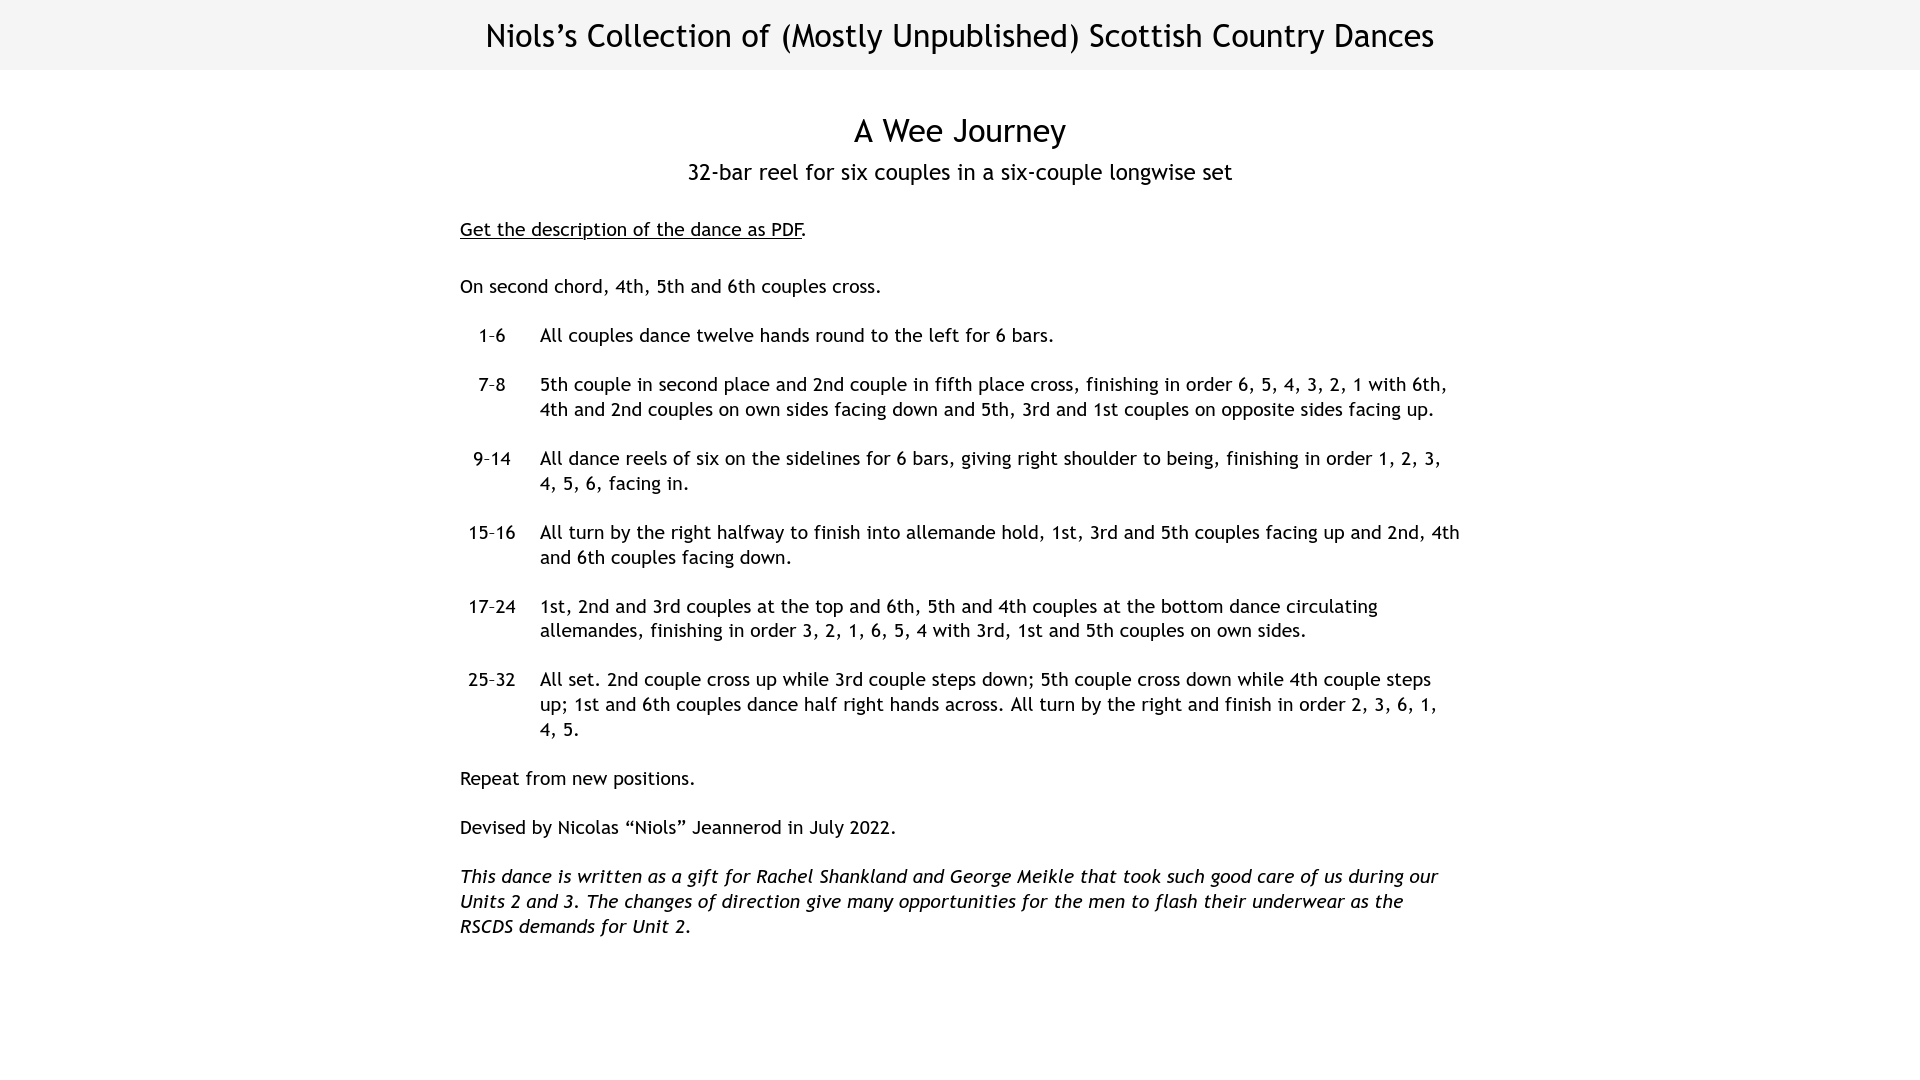 Niols’s Collection of (Mostly Unpublished) Scottish Country Dances
A Wee Journey
32-bar reel for six couples in a six-couple longwise set
Get the description of the dance as PDF.
On second chord, 4th, 5th and 6th couples cross.
1–6 All couples dance twelve hands round to the left for 6 bars.
7–8 5th couple in second place and 2nd couple in fifth place cross, finishing in order 6, 5, 4, 3, 2, 1 with 6th,
4th and 2nd couples on own sides facing down and 5th, 3rd and 1st couples on opposite sides facing up.
9–14 All dance reels of six on the sidelines for 6 bars, giving right shoulder to being, finishing in order 1, 2, 3,
4, 5, 6, facing in.
15–16 All turn by the right halfway to finish into allemande hold, 1st, 3rd and 5th couples facing up and 2nd, 4th
and 6th couples facing down.
17–24 1st, 2nd and 3rd couples at the top and 6th, 5th and 4th couples at the bottom dance circulating
allemandes, finishing in order 3, 2, 1, 6, 5, 4 with 3rd, 1st and 5th couples on own sides.
25–32 All set. 2nd couple cross up while 3rd couple steps down; 5th couple cross down while 4th couple steps
up; 1st and 6th couples dance half right hands across. All turn by the right and finish in order 2, 3, 6, 1,
4, 5.
Repeat from new positions.
Devised by Nicolas “Niols” Jeannerod in July 2022.
This dance is written as a gift for Rachel Shankland and George Meikle that took such good care of us during our
Units 2 and 3. The changes of direction give many opportunities for the men to flash their underwear as the
RSCDS demands for Unit 2.